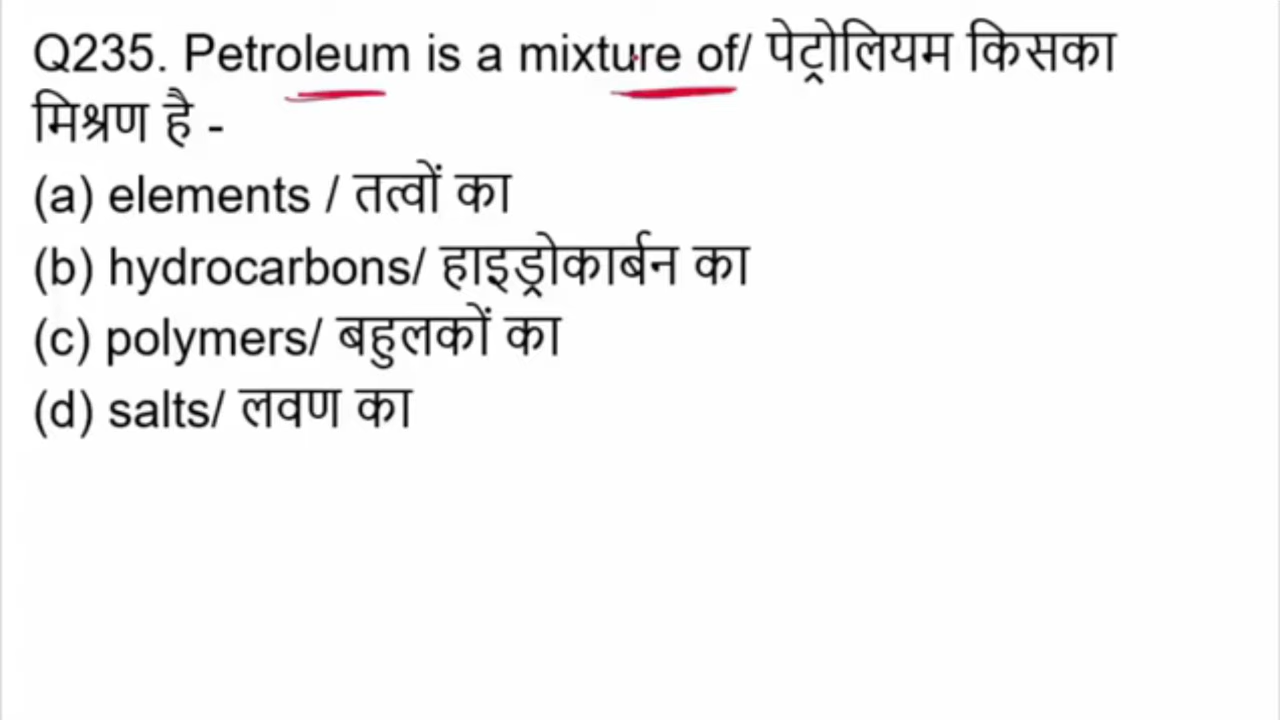 Q235. Petroleum is a mixture of/ पेट्रोलियम किसका
मिश्रण है -
(a) elements / तत्वों का
(b) hydrocarbons/ हाइड्रोकार्बन का
(c) polymers/ बहुलकों का
(d) salts/ लवण का